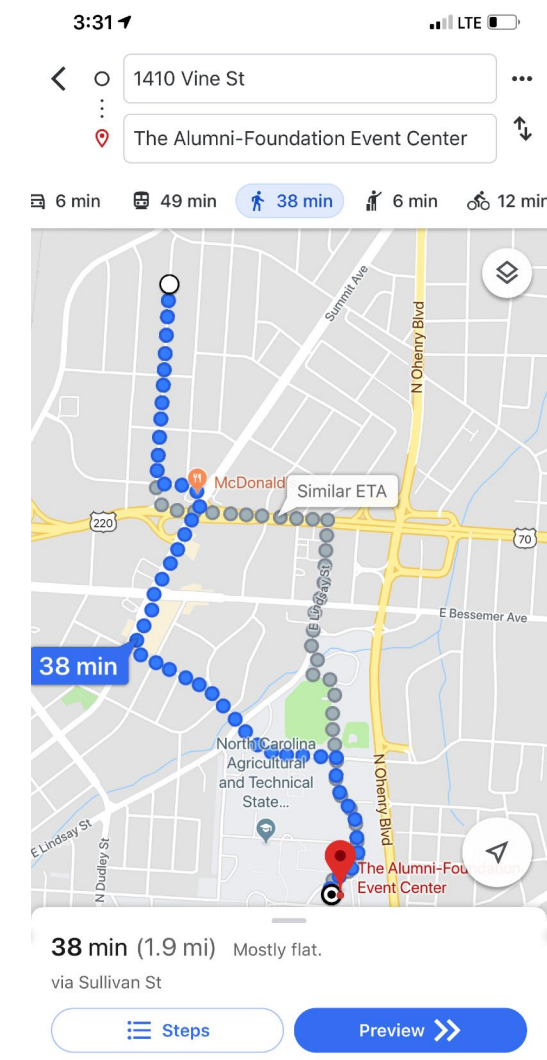 3:31
LTE
1410 Vine St
The Alumni-Foundation Event Center
6 min
49 min
38 min
6 min
12 min
Summit Ave
N Ohenry Blvd
McDonald
Similar ETA
220
70
E Lindsay St
E Bessemer Ave
38 min
North Carolina
Agricultural
and Technical
State...
N Ohenry Blvd
E Lindsay St
N Dudley St
The Alumni-Foundation
Event Center
38 min (1.9 mi) Mostly flat.
via Sullivan St
Steps
Preview